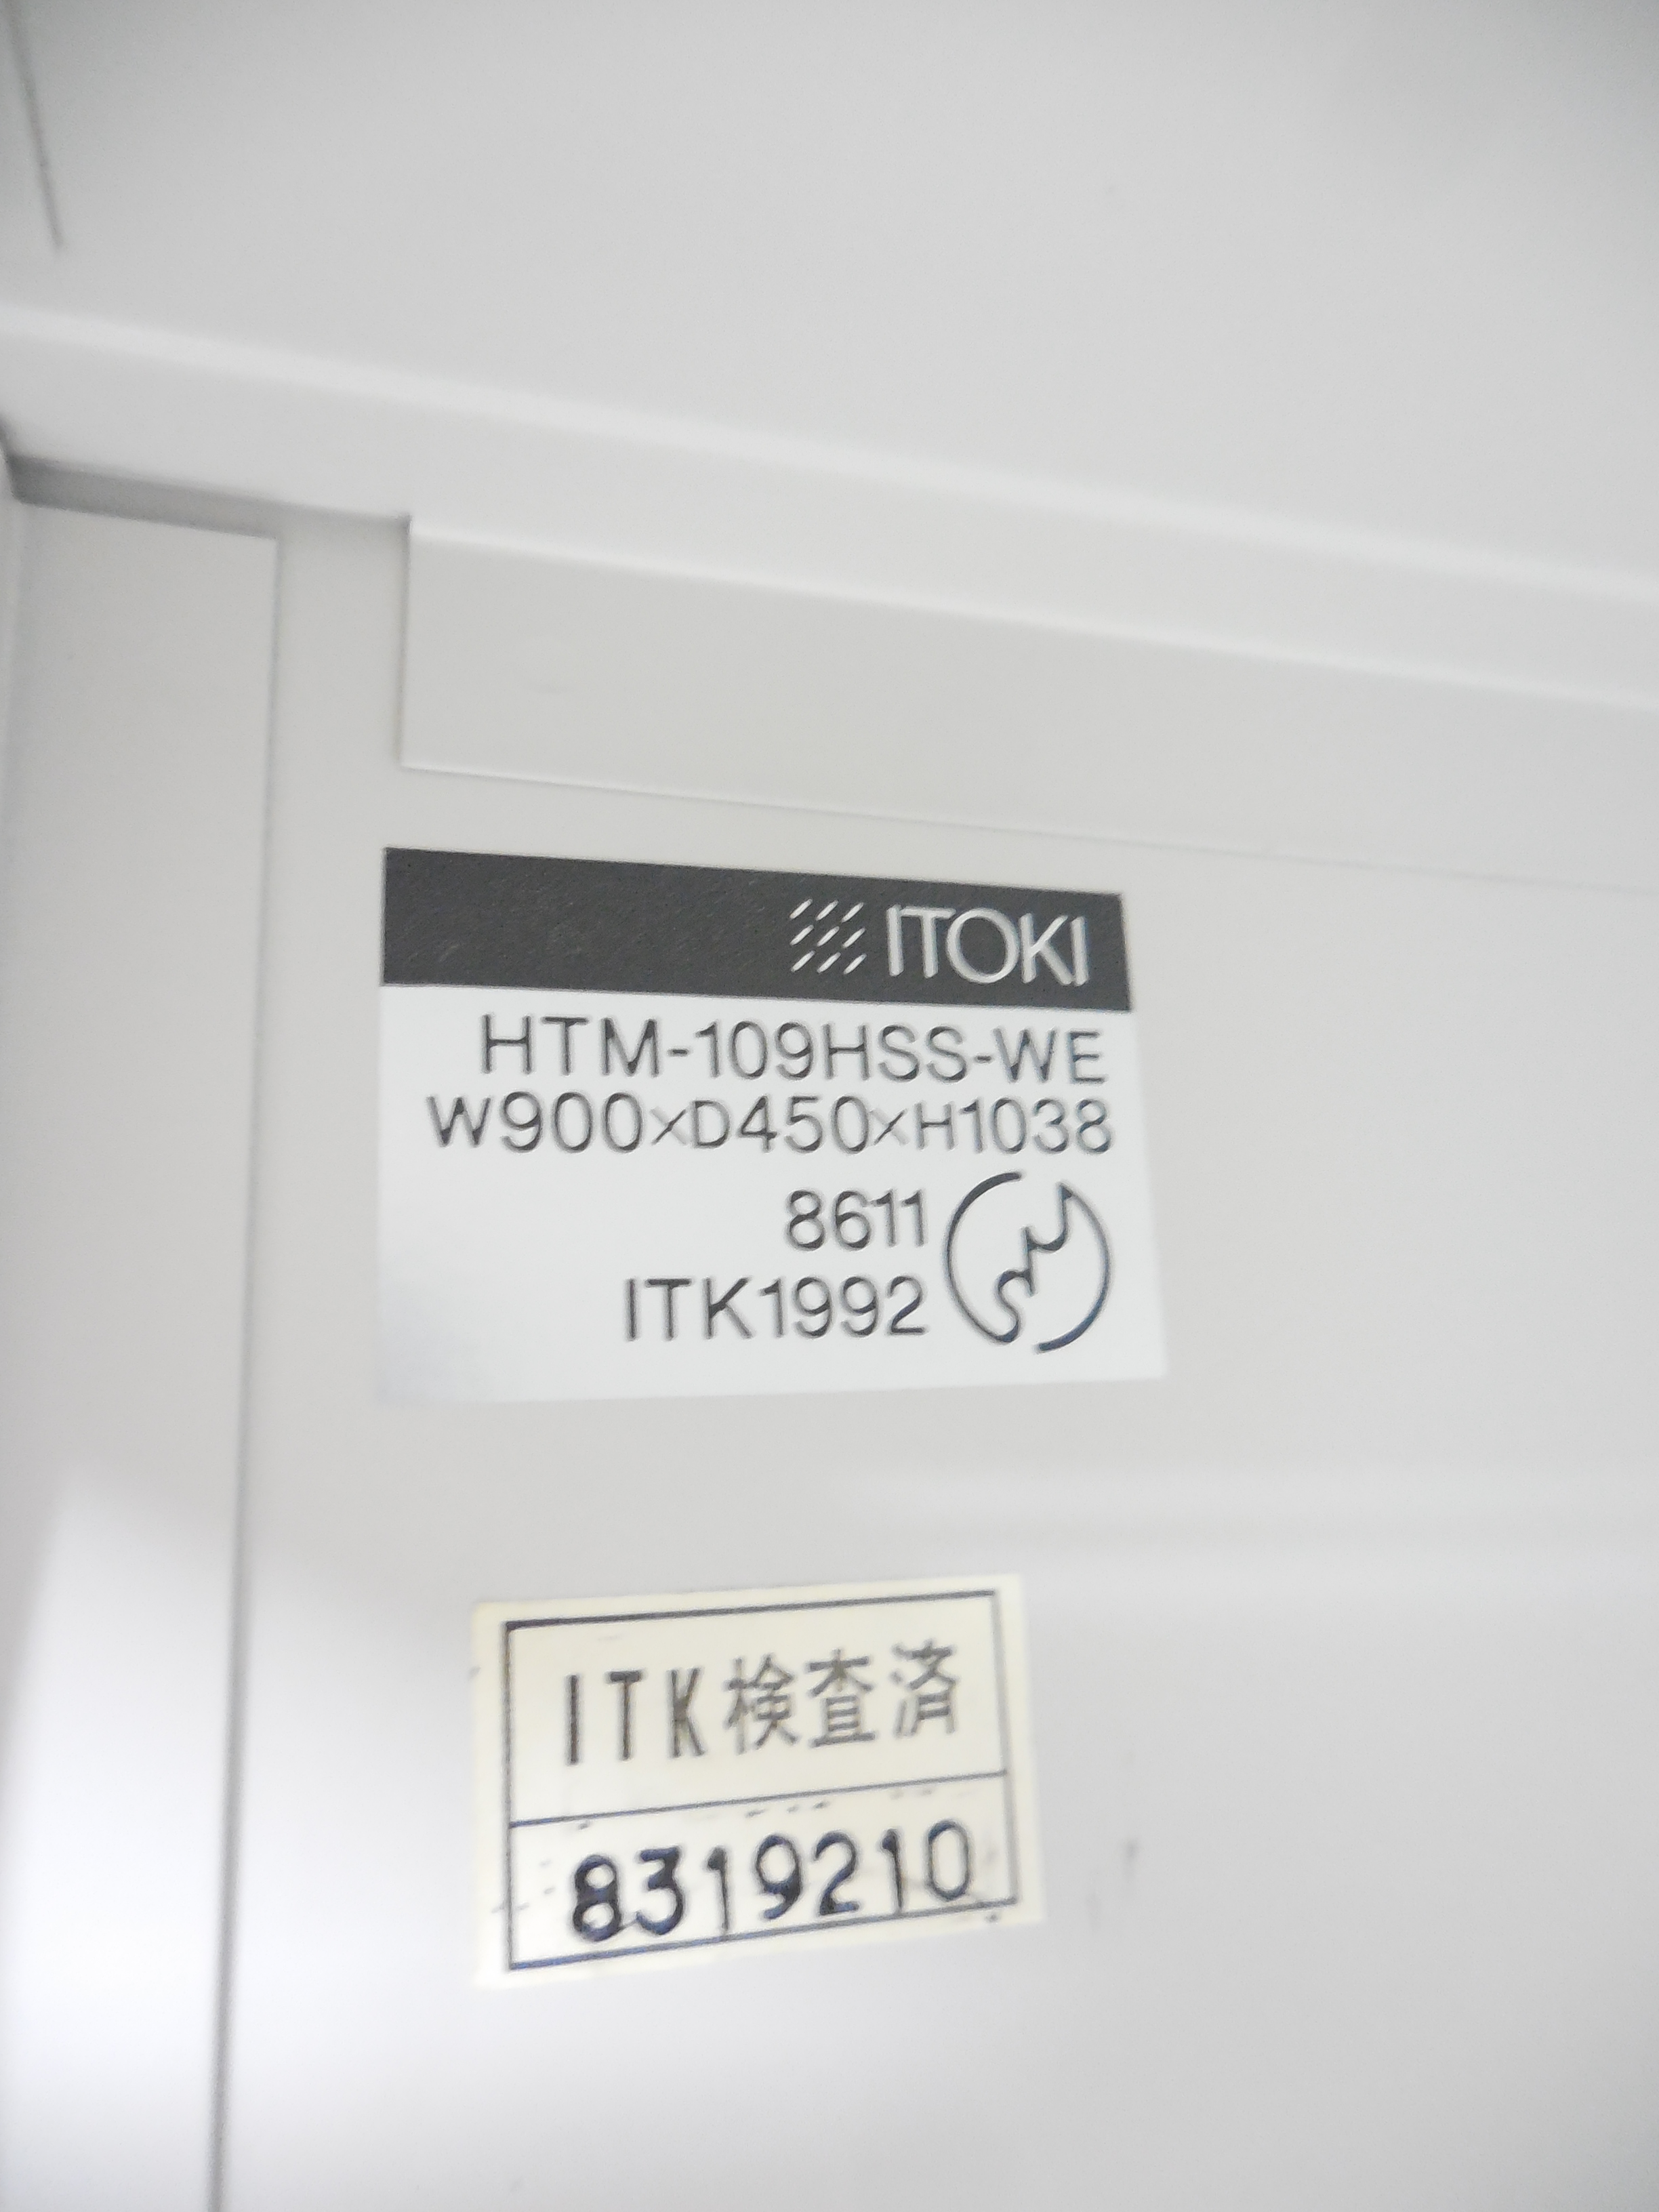 ITOKI
HTM-109HSS-WE
W900×D450×H1038
8611
ITK1992
ITK検査済
8319210